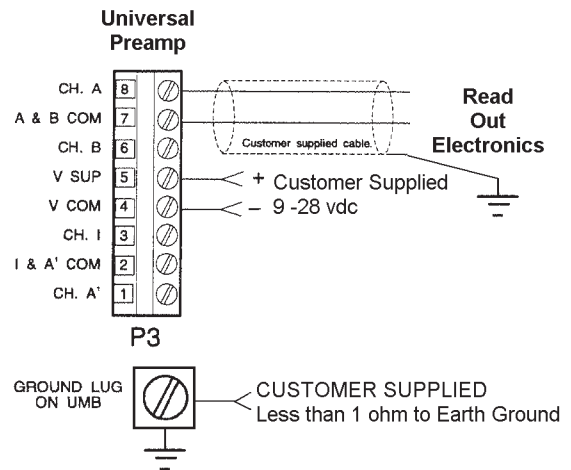 Universal
Preamp
CH. A 8
A & B COM 7
CH. B 6
V SUP 5
V COM 4
CH. I 3
I & A' COM 2
CH. A' 1
P3
Customer supplied cable.
Read
Out
Electronics
+ Customer Supplied
– 9 -28 vdc
GROUND LUG
ON UMB
CUSTOMER SUPPLIED
Less than 1 ohm to Earth Ground